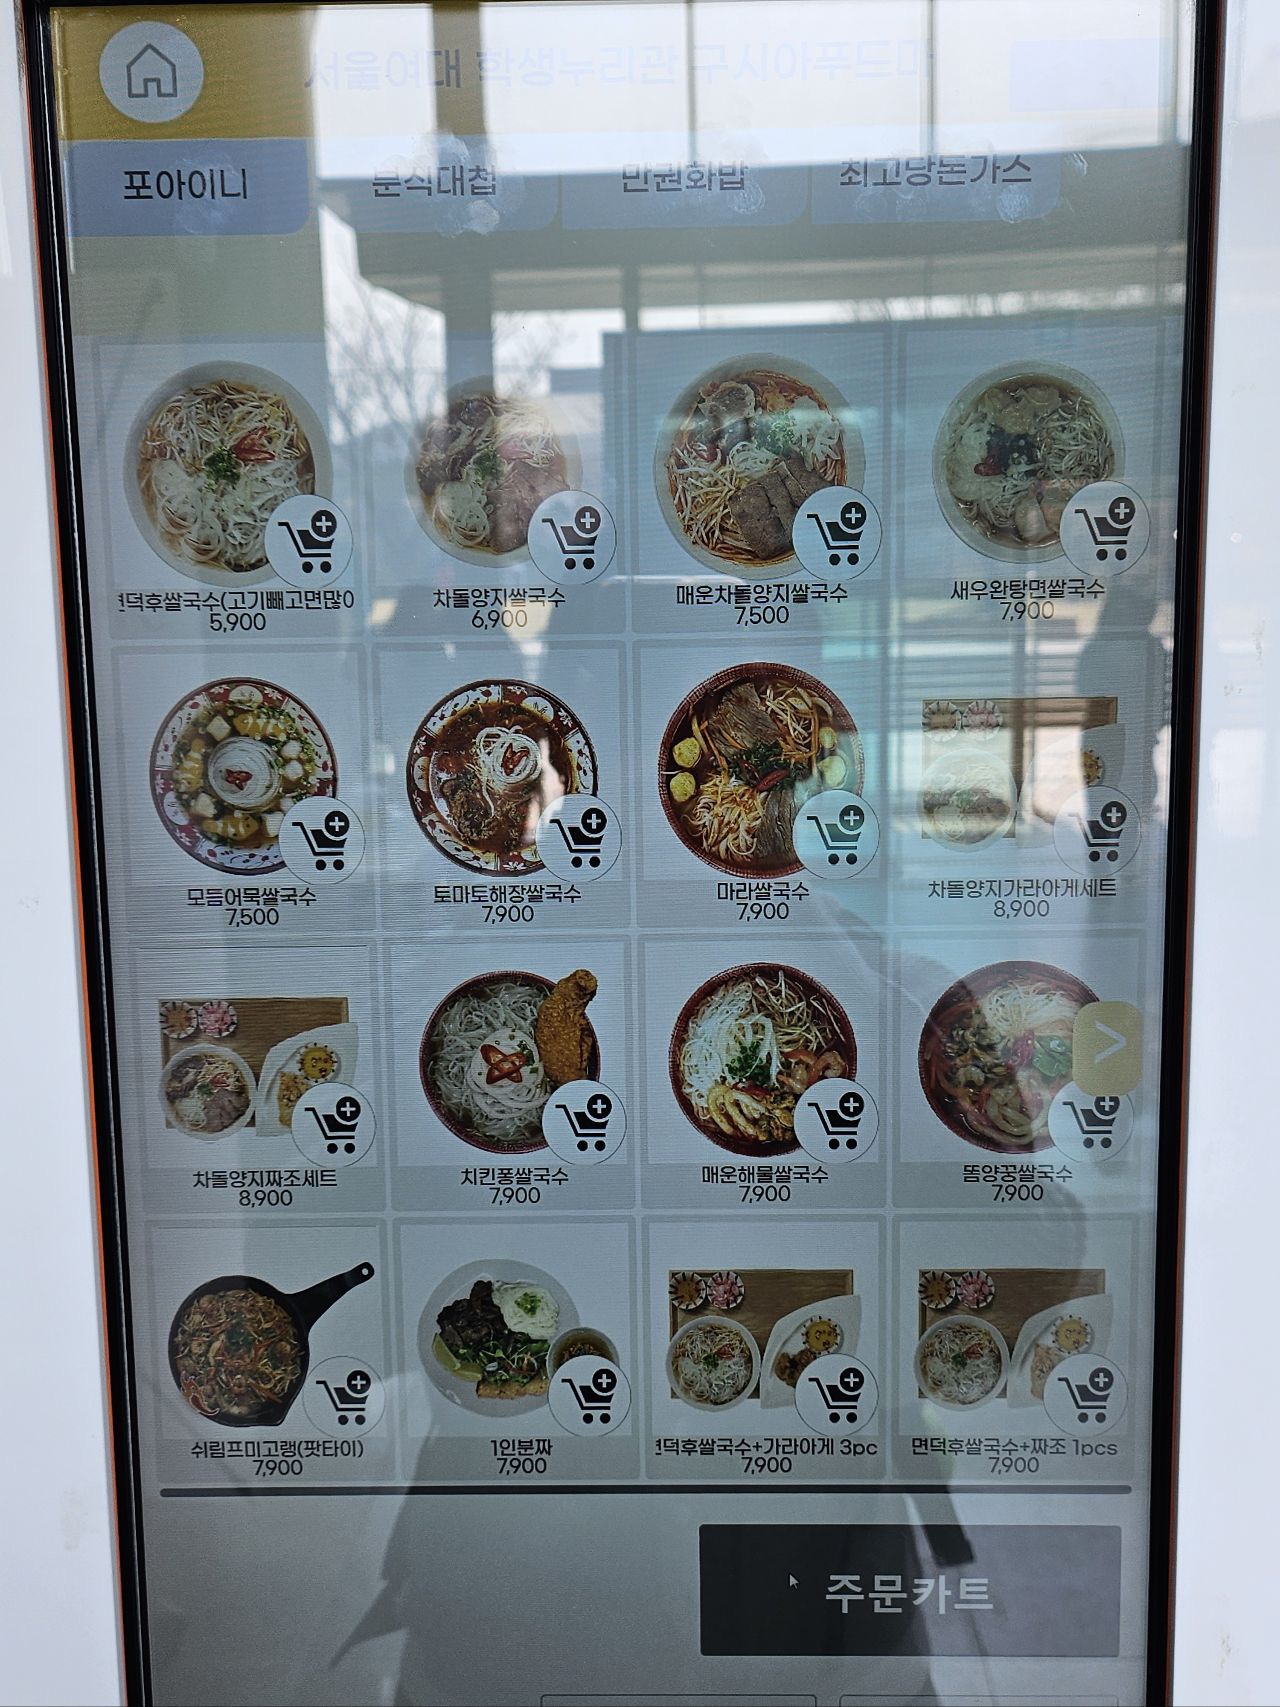 서울여대 학생누리관 구시아푸드마
포아이니 분식대첩 만권화밥 최고당돈가스
면덕후쌀국수(고기빼고면많이
5,900
차돌양지쌀국수
6,900
매운차돌양지쌀국수
7,500
새우완탕면쌀국수
7,900
모듬어묵쌀국수
7,500
토마토해장쌀국수
7,900
마라쌀국수
7,900
차돌양지가라아게세트
8,900
차돌양지짜조세트
8,900
치킨퐁쌀국수
7,900
매운해물쌀국수
7,900
똠양꿍쌀국수
7,900
쉬림프미고랭(팟타이)
7,900
1인분짜
7,900
면덕후쌀국수+가라아게 3pc
7,900
면덕후쌀국수+짜조 1pcs
7,900
주문카트